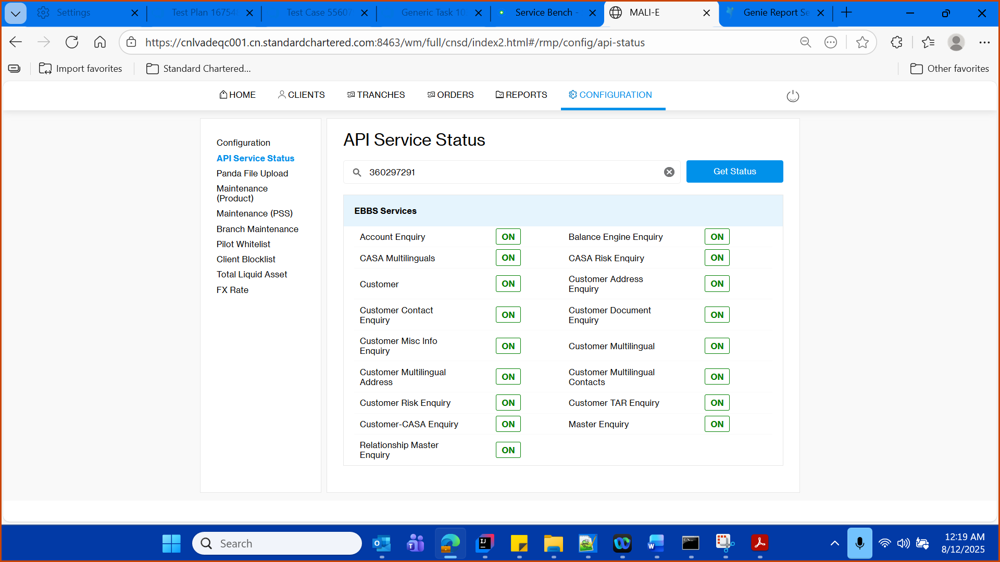 Settings
Test Plan 16754
Test Case 5560
Generic Task 10
Service Bench -
MALI-E
Genie Report Se
https://cnlvadeqc001.cn.standardchartered.com:8463/wm/full/cnsd/index2.html#/rmp/config/api-status
Import favorites
Standard Chartered...
Other favorites
HOME
CLIENTS
TRANCHES
ORDERS
REPORTS
CONFIGURATION
Configuration
API Service Status
Panda File Upload
Maintenance
(Product)
Maintenance (PSS)
Branch Maintenance
Pilot Whitelist
Client Blocklist
Total Liquid Asset
FX Rate
API Service Status
360297291
Get Status
EBBS Services
Account Enquiry ON Balance Engine Enquiry ON
CASA Multilinguals ON CASA Risk Enquiry ON
Customer ON Customer Address
Enquiry ON
Customer Contact
Enquiry ON Customer Document
Enquiry ON
Customer Misc Info
Enquiry ON Customer Multilingual ON
Customer Multilingual
Address ON Customer Multilingual
Contacts ON
Customer Risk Enquiry ON Customer TAR Enquiry ON
Customer-CASA Enquiry ON Master Enquiry ON
Relationship Master
Enquiry ON
Search
12:19 AM
8/12/2025